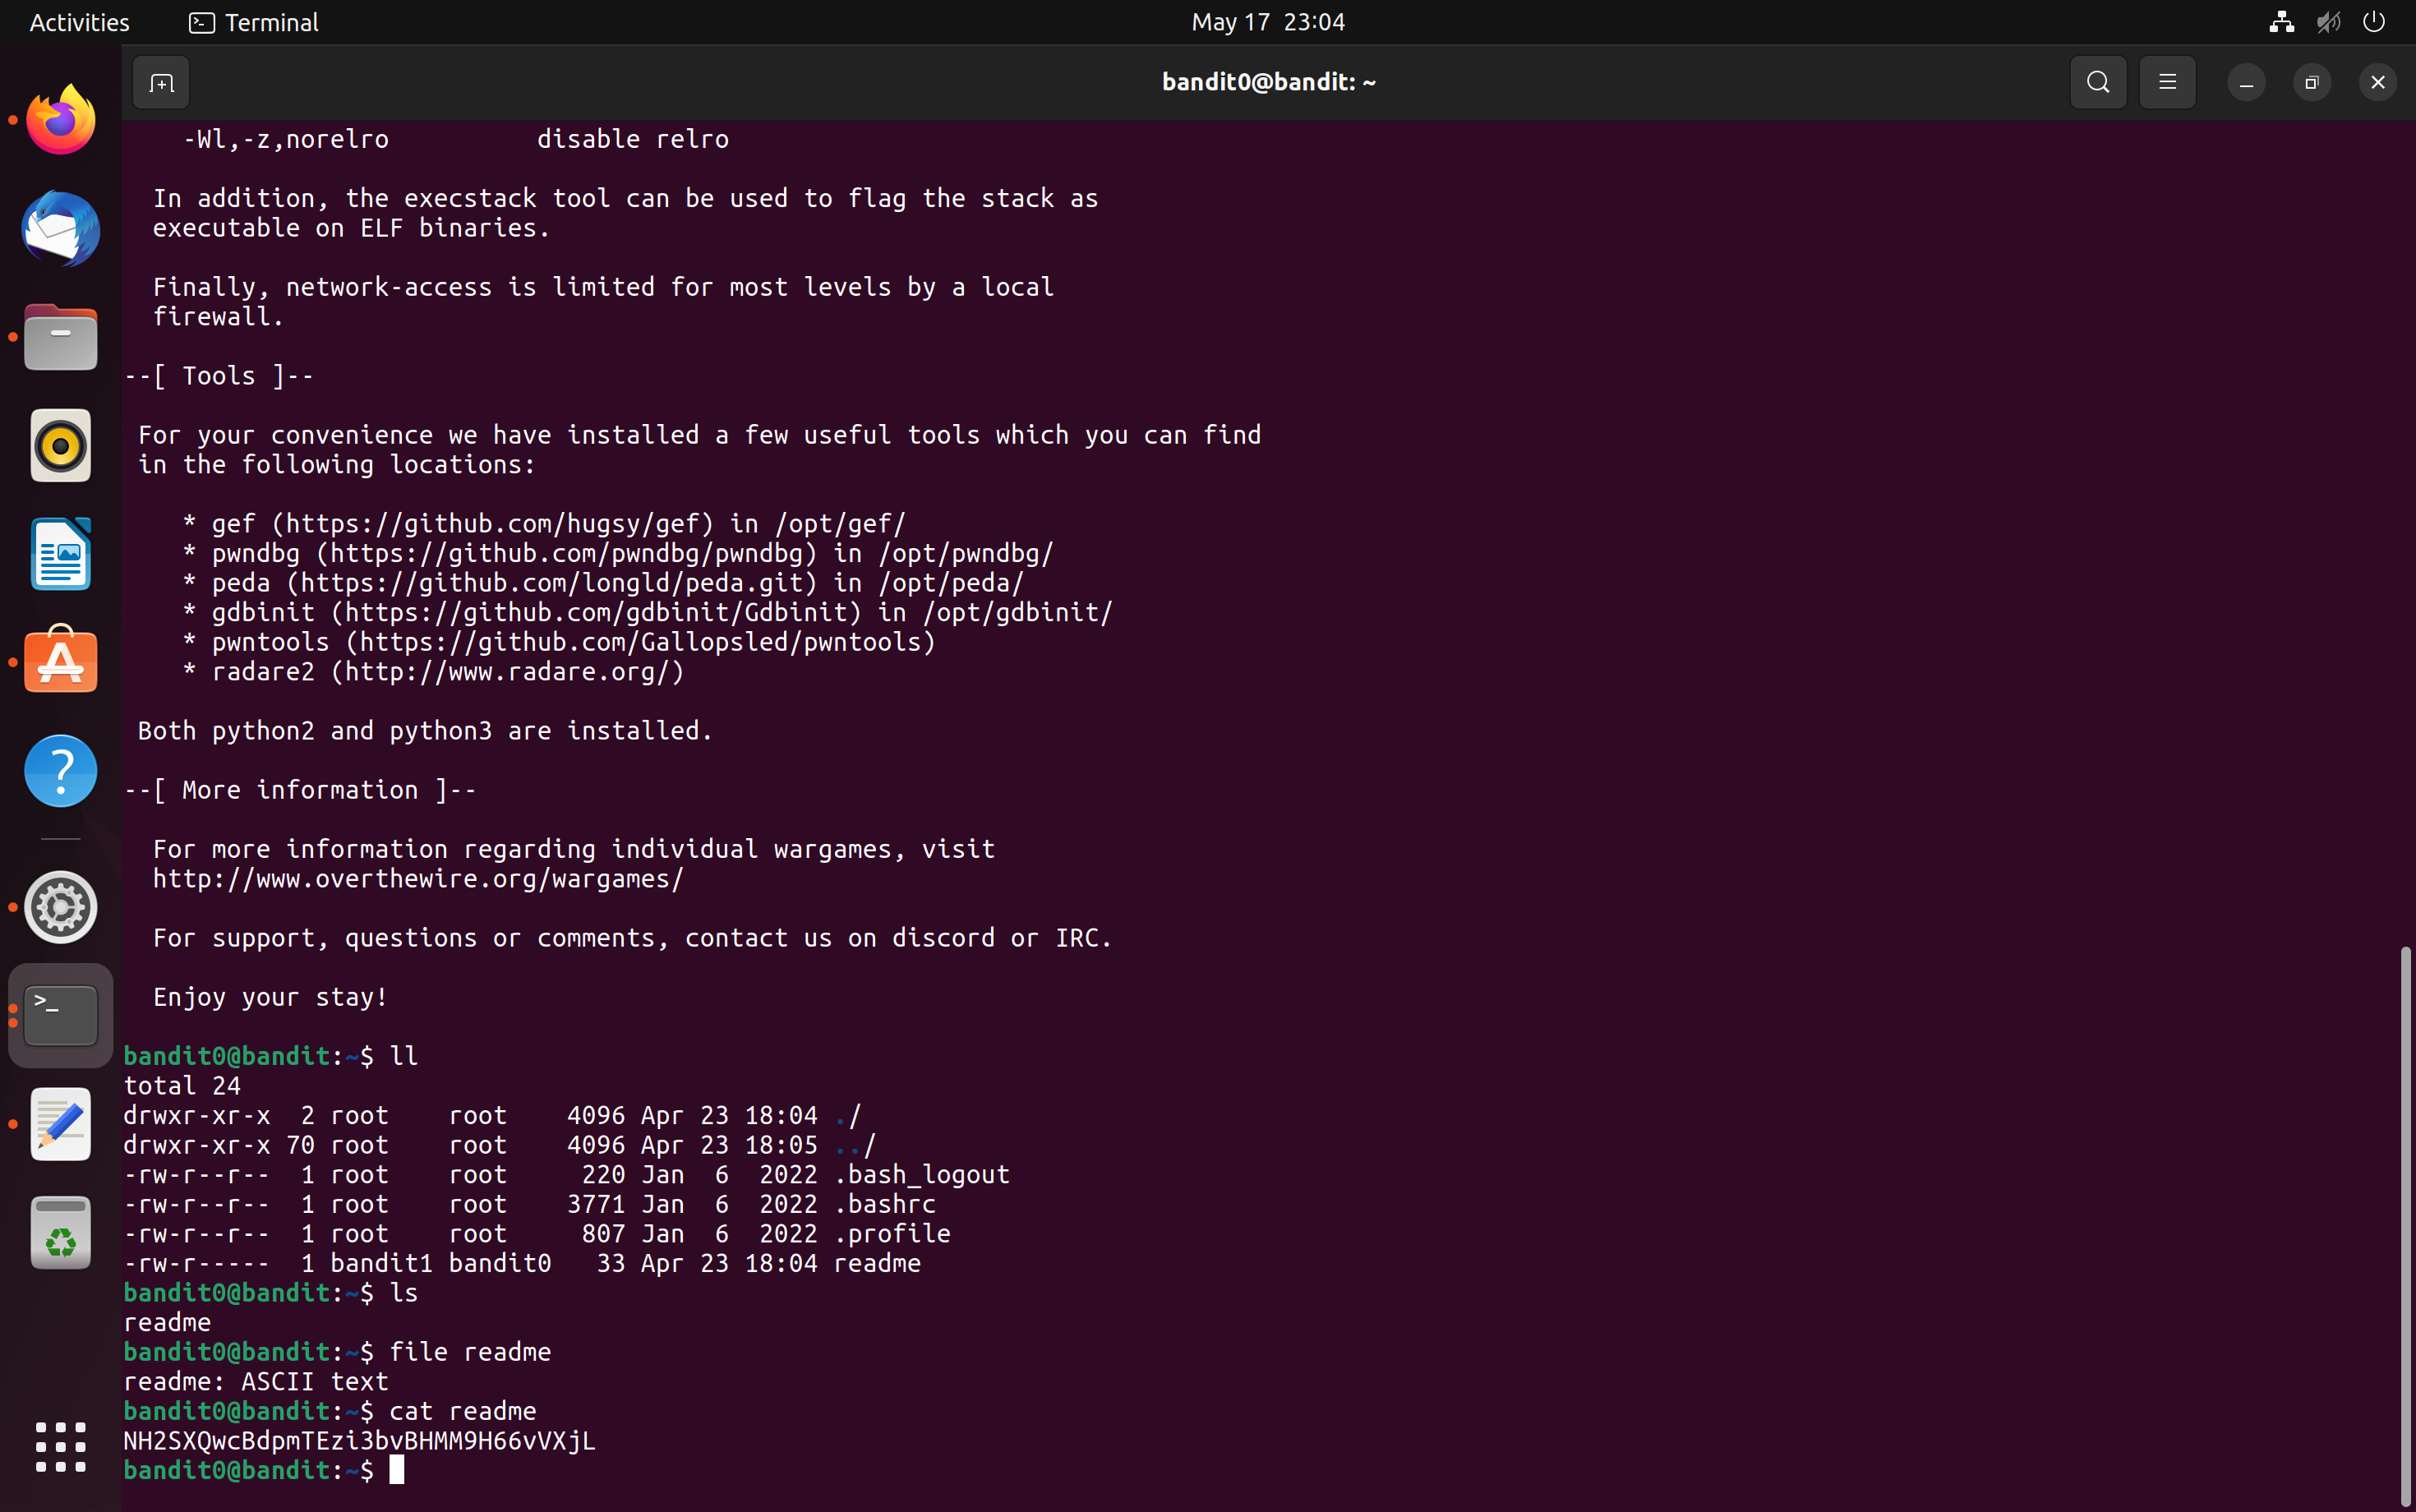 Activities
Terminal
May 17 23:04
bandit0@bandit: ~
-Wl,-z,norelro          disable relro
In addition, the execstack tool can be used to flag the stack as
executable on ELF binaries.
Finally, network-access is limited for most levels by a local
firewall.
--[ Tools ]--
For your convenience we have installed a few useful tools which you can find
in the following locations:
* gef (https://github.com/hugsy/gef) in /opt/gef/
* pwndbg (https://github.com/pwndbg/pwndbg) in /opt/pwndbg/
* peda (https://github.com/longld/peda.git) in /opt/peda/
* gdbinit (https://github.com/gdbinit/Gdbinit) in /opt/gdbinit/
* pwntools (https://github.com/Gallopsled/pwntools)
* radare2 (http://www.radare.org/)
Both python2 and python3 are installed.
--[ More information ]--
For more information regarding individual wargames, visit
http://www.overthewire.org/wargames/
For support, questions or comments, contact us on discord or IRC.
Enjoy your stay!
bandit0@bandit:~$ ll
total 24
drwxr-xr-x  2 root    root    4096 Apr 23 18:04 ./
drwxr-xr-x 70 root    root    4096 Apr 23 18:05 ../
-rw-r--r--  1 root    root     220 Jan  6  2022 .bash_logout
-rw-r--r--  1 root    root    3771 Jan  6  2022 .bashrc
-rw-r--r--  1 root    root     807 Jan  6  2022 .profile
-rw-r-----  1 bandit1 bandit0   33 Apr 23 18:04 readme
bandit0@bandit:~$ ls
readme
bandit0@bandit:~$ file readme
readme: ASCII text
bandit0@bandit:~$ cat readme
NH2SXQwcBdpmTEzi3bvBHMM9H66vVXjL
bandit0@bandit:~$